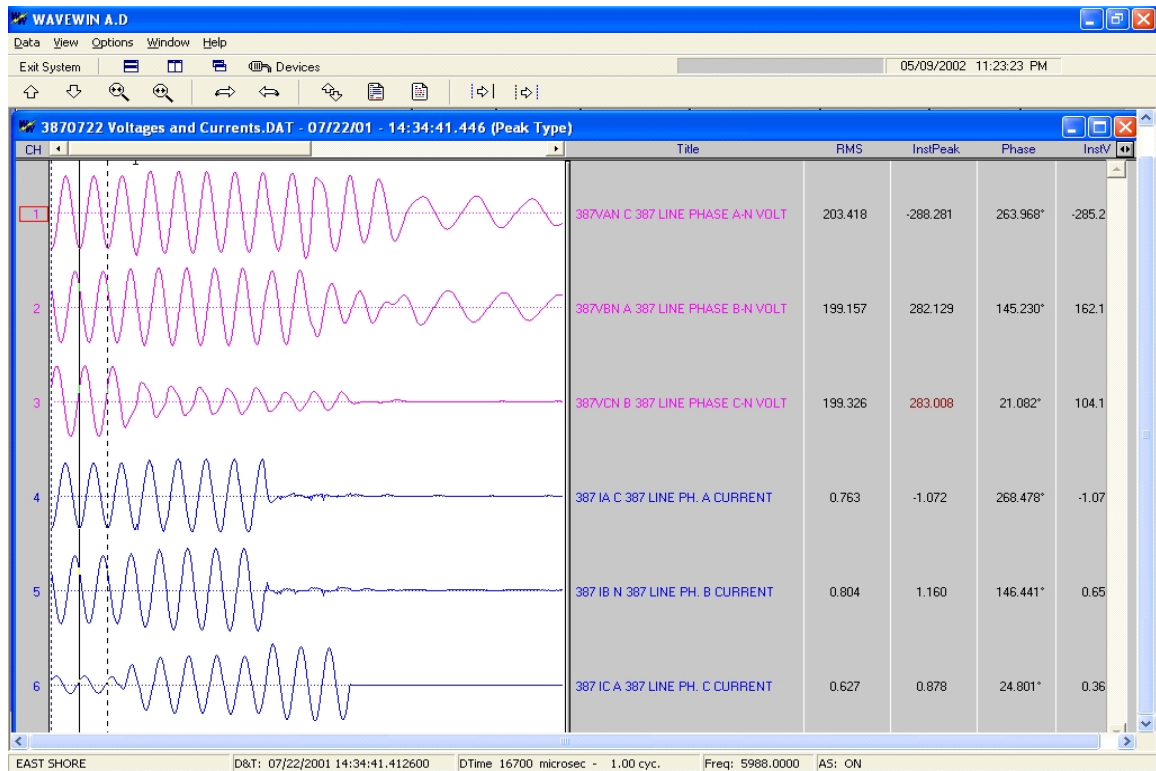 WAVEWIN A.D
Data View Options Window Help
Exit System Devices 05/09/2002 11:23:23 PM
3870722 Voltages and Currents.DAT - 07/22/01 - 14:34:41.446 (Peak Type)
CH Title RMS InstPeak Phase InstV
1 387VAN C 387 LINE PHASE A-N VOLT 203.418 -288.281 263.968° -285.2
2 387VBN A 387 LINE PHASE B-N VOLT 199.157 282.129 145.230° 162.1
3 387VCN B 387 LINE PHASE C-N VOLT 199.326 283.008 21.082° 104.1
4 387 IA C 387 LINE PH. A CURRENT 0.763 -1.072 268.478° -1.07
5 387 IB N 387 LINE PH. B CURRENT 0.804 1.160 146.441° 0.65
6 387 IC A 387 LINE PH. C CURRENT 0.627 0.878 24.801° 0.36
EAST SHORE D&T: 07/22/2001 14:34:41.412600 DTime 16700 microsec - 1.00 cyc. Freq: 5988.0000 AS: ON